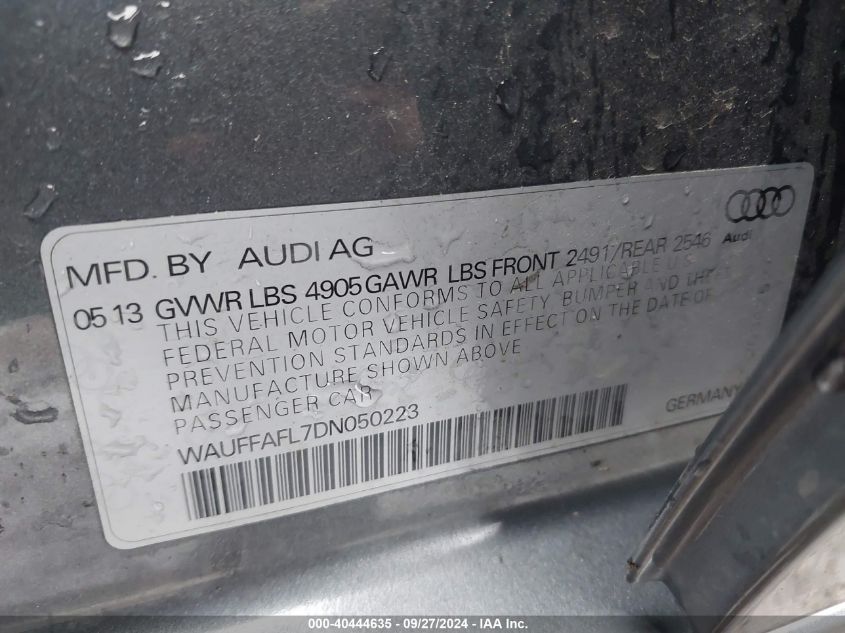 MFD. BY AUDI AG
Audi
05 13 GVWR LBS 4905 GAWR LBS FRONT 2491/REAR 2546
THIS VEHICLE CONFORMS TO ALL APPLICABLE U.S.
FEDERAL MOTOR VEHICLE SAFETY, BUMPER AND THEFT
PREVENTION STANDARDS IN EFFECT ON THE DATE OF
MANUFACTURE SHOWN ABOVE
PASSENGER CAR
WAUFFAFL7DN050223
GERMANY
000-40444635 - 09/27/2024 - IAAI Inc.